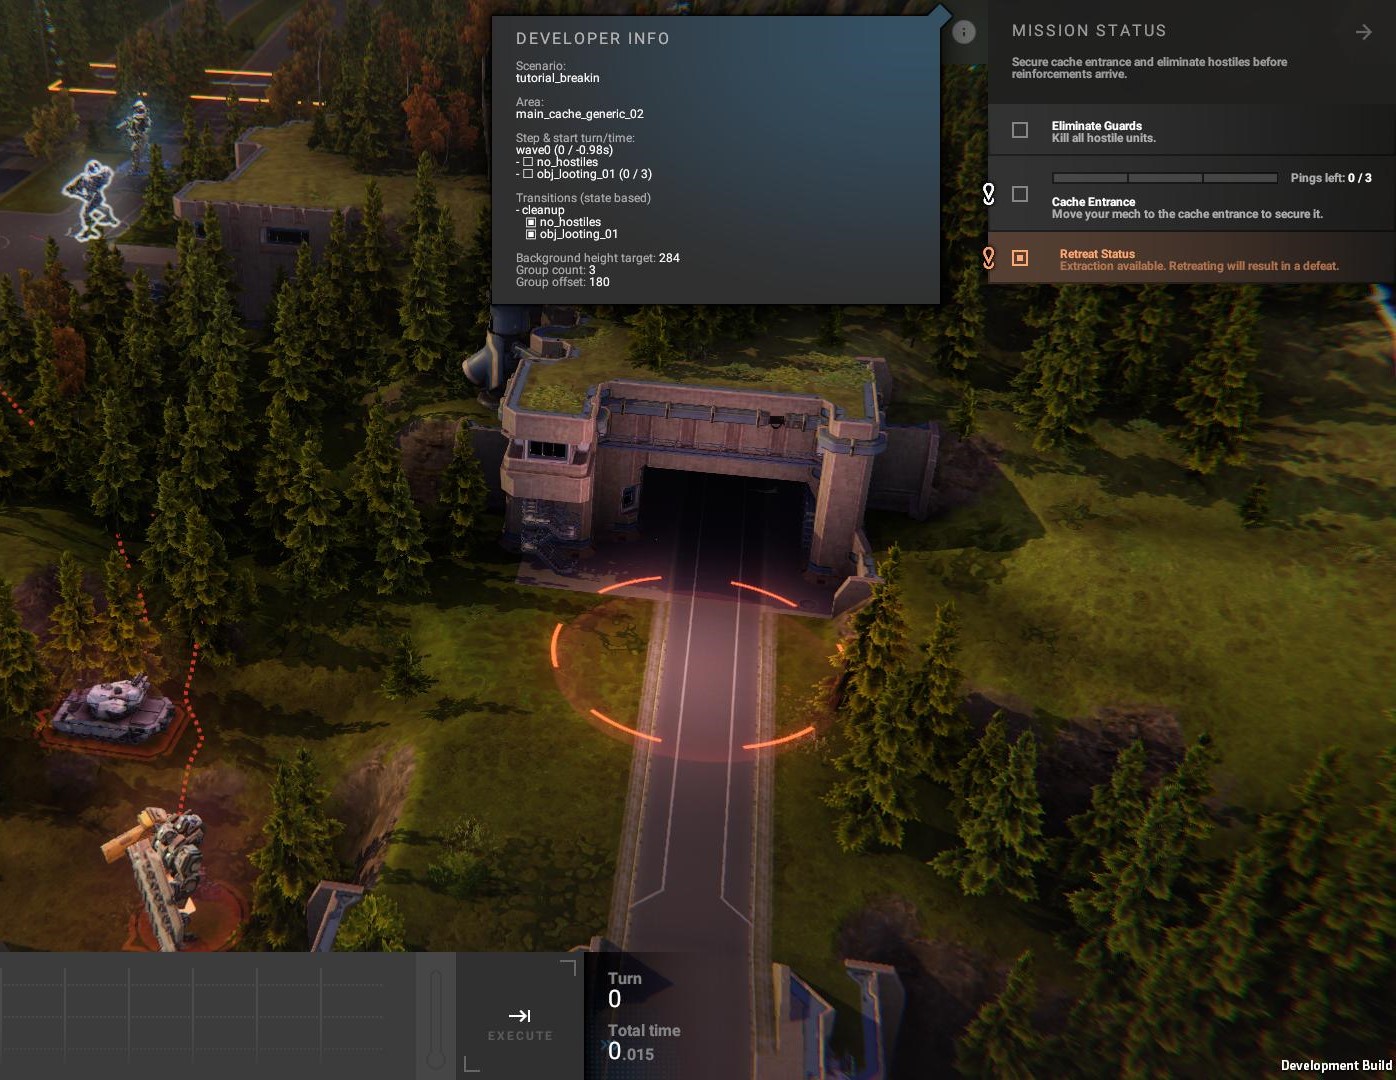 DEVELOPER INFO
Scenario:
tutorial_breakin
Area:
main_cache_generic_02
Step & start turn/time:
wave0 (0 / -0.98s)
- ☐ no_hostiles
- ☐ obj_looting_01 (0 / 3)
Transitions (state based)
- cleanup
▣ no_hostiles
▣ obj_looting_01
Background height target: 284
Group count: 3
Group offset: 180
MISSION STATUS
Secure cache entrance and eliminate hostiles before
reinforcements arrive.
Eliminate Guards
Kill all hostile units.
Pings left: 0 / 3
Cache Entrance
Move your mech to the cache entrance to secure it.
Retreat Status
Extraction available. Retreating will result in a defeat.
EXECUTE
Turn
0
Total time
0.015
Development Build